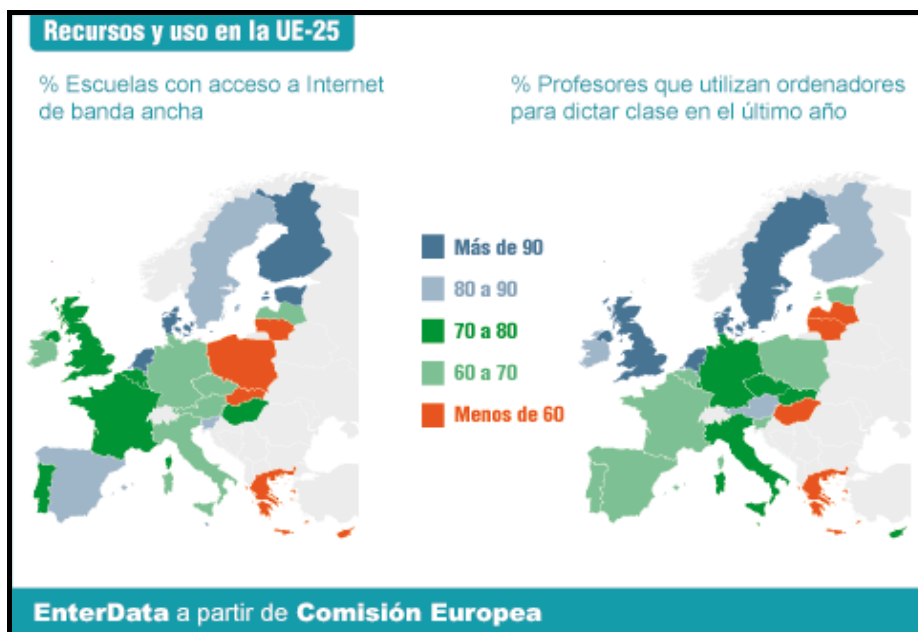 Recursos y uso en la UE-25
% Escuelas con acceso a Internet
de banda ancha
% Profesores que utilizan ordenadores
para dictar clase en el último año
Más de 90
80 a 90
70 a 80
60 a 70
Menos de 60
EnterData a partir de Comisión Europea